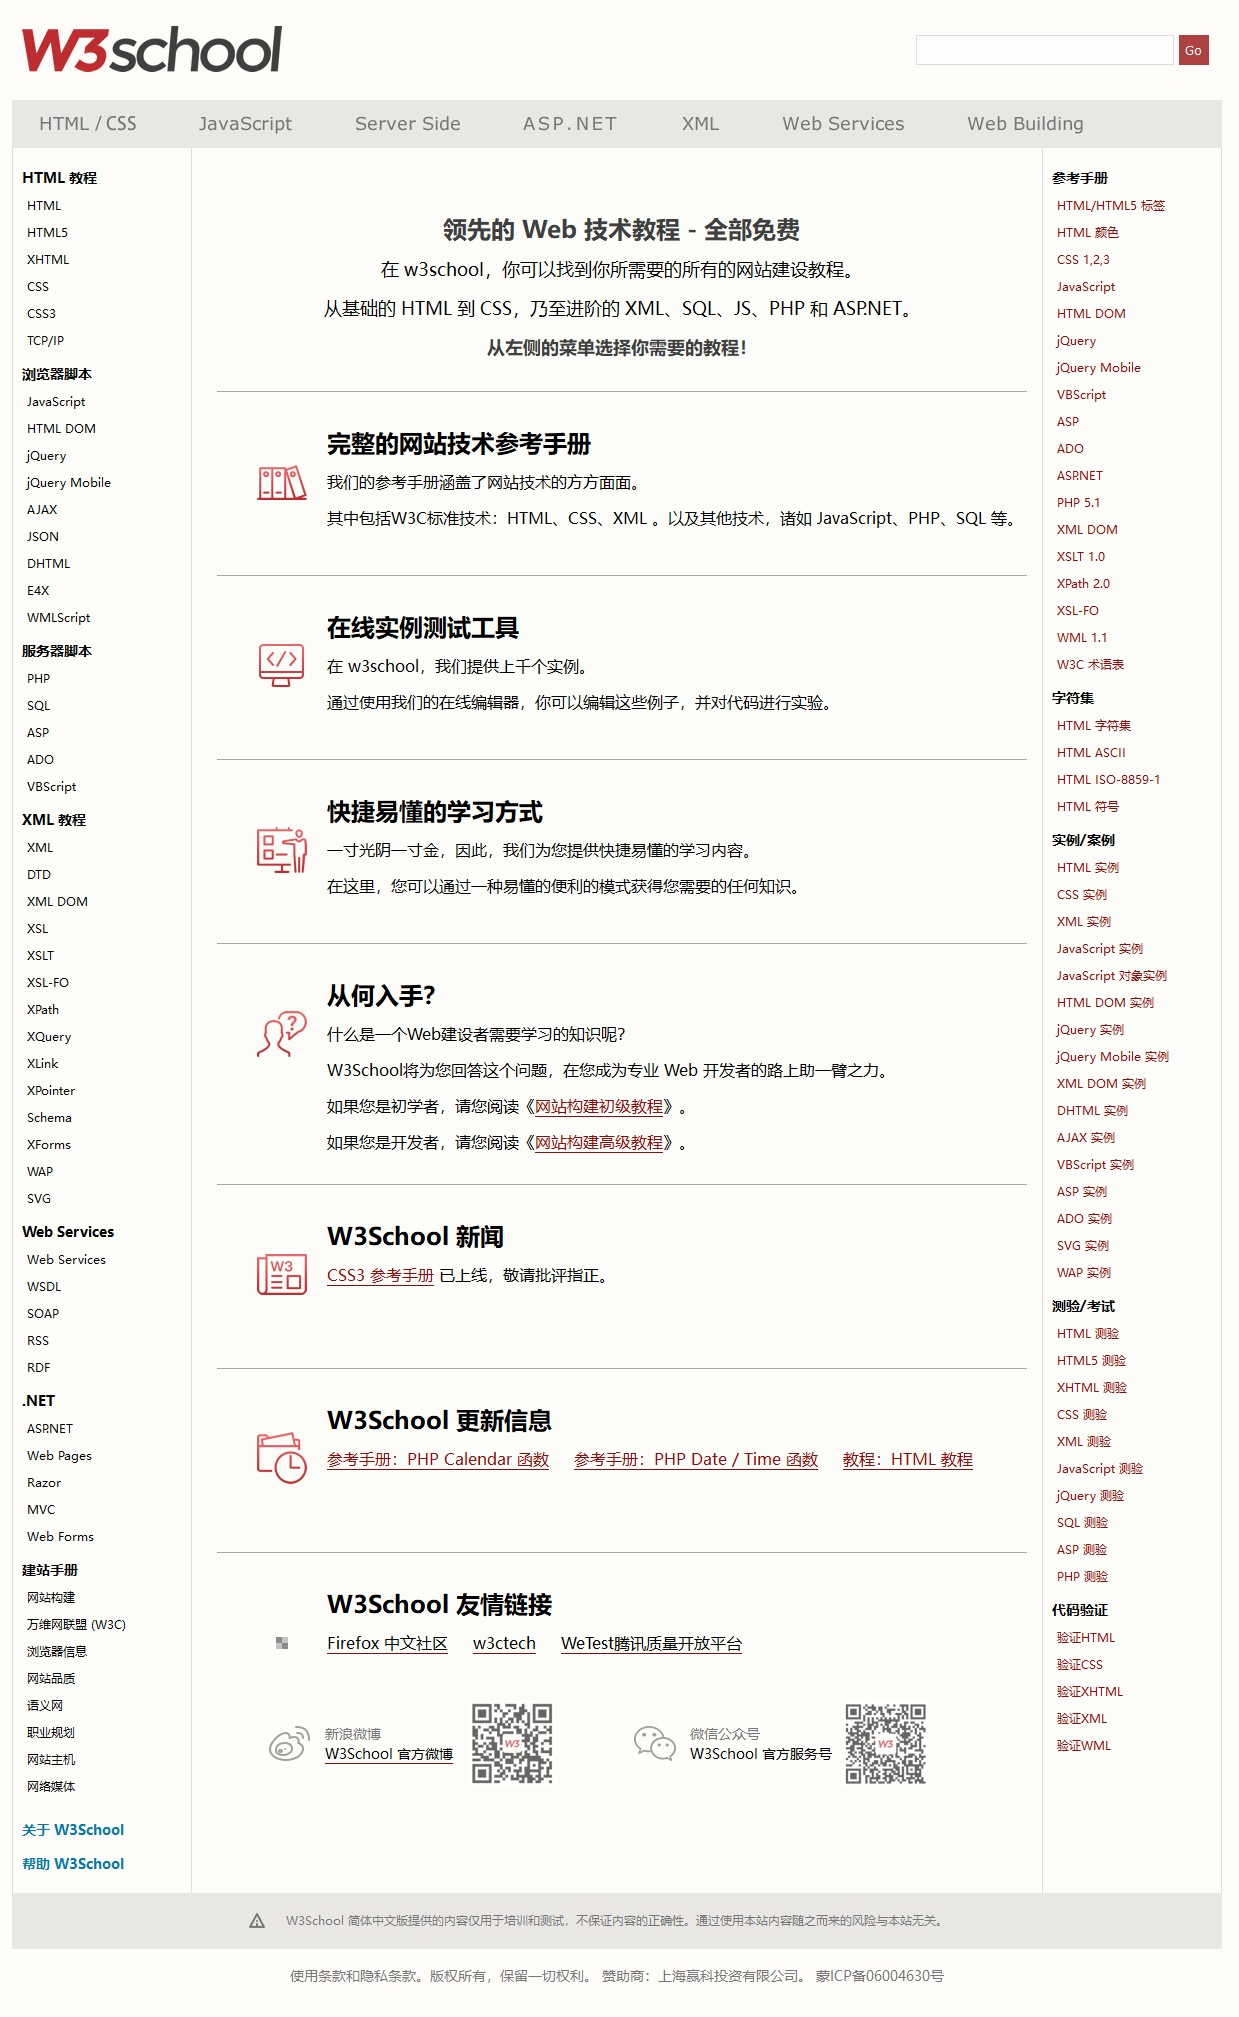 W3school
Go
HTML / CSS
JavaScript
Server Side
ASP.NET
XML
Web Services
Web Building
HTML 教程
HTML
HTML5
XHTML
CSS
CSS3
TCP/IP
浏览器脚本
JavaScript
HTML DOM
jQuery
jQuery Mobile
AJAX
JSON
DHTML
E4X
WMLScript
服务器脚本
PHP
SQL
ASP
ADO
VBScript
XML 教程
XML
DTD
XML DOM
XSL
XSLT
XSL-FO
XPath
XQuery
XLink
XPointer
Schema
XForms
WAP
SVG
Web Services
Web Services
WSDL
SOAP
RSS
RDF
.NET
ASP.NET
Web Pages
Razor
MVC
Web Forms
建站手册
网站构建
万维网联盟 (W3C)
浏览器信息
网站品质
语义网
职业规划
网站主机
网络媒体
关于 W3School
帮助 W3School
领先的 Web 技术教程 - 全部免费
在 w3school，你可以找到你所需要的所有的网站建设教程。
从基础的 HTML 到 CSS，乃至进阶的 XML、SQL、JS、PHP 和 ASP.NET。
从左侧的菜单选择你需要的教程！
完整的网站技术参考手册
我们的参考手册涵盖了网站技术的方方面面。
其中包括W3C标准技术：HTML、CSS、XML 。以及其他技术，诸如 JavaScript、PHP、SQL 等。
在线实例测试工具
在 w3school，我们提供上千个实例。
通过使用我们的在线编辑器，你可以编辑这些例子，并对代码进行实验。
快捷易懂的学习方式
一寸光阴一寸金，因此，我们为您提供快捷易懂的学习内容。
在这里，您可以通过一种易懂的便利的模式获得您需要的任何知识。
从何入手？
什么是一个Web建设者需要学习的知识呢？
W3School将为您回答这个问题，在您成为专业 Web 开发者的路上助一臂之力。
如果您是初学者，请您阅读《网站构建初级教程》。
如果您是开发者，请您阅读《网站构建高级教程》。
W3School 新闻
W3
CSS3 参考手册 已上线，敬请批评指正。
W3School 更新信息
参考手册：PHP Calendar 函数 参考手册：PHP Date / Time 函数 教程：HTML 教程
W3School 友情链接
Firefox 中文社区 w3ctech WeTest腾讯质量开放平台
新浪微博
W3School 官方微博
W3
微信公众号
W3School 官方服务号
W3
参考手册
HTML/HTML5 标签
HTML 颜色
CSS 1,2,3
JavaScript
HTML DOM
jQuery
jQuery Mobile
VBScript
ASP
ADO
ASP.NET
PHP 5.1
XML DOM
XSLT 1.0
XPath 2.0
XSL-FO
WML 1.1
W3C 术语表
字符集
HTML 字符集
HTML ASCII
HTML ISO-8859-1
HTML 符号
实例/案例
HTML 实例
CSS 实例
XML 实例
JavaScript 实例
JavaScript 对象实例
HTML DOM 实例
jQuery 实例
jQuery Mobile 实例
XML DOM 实例
DHTML 实例
AJAX 实例
VBScript 实例
ASP 实例
ADO 实例
SVG 实例
WAP 实例
测验/考试
HTML 测验
HTML5 测验
XHTML 测验
CSS 测验
XML 测验
JavaScript 测验
jQuery 测验
SQL 测验
ASP 测验
PHP 测验
代码验证
验证HTML
验证CSS
验证XHTML
验证XML
验证WML
W3School 简体中文版提供的内容仅用于培训和测试，不保证内容的正确性。通过使用本站内容随之而来的风险与本站无关。
使用条款和隐私条款。版权所有，保留一切权利。 赞助商：上海赢科投资有限公司。 蒙ICP备06004630号